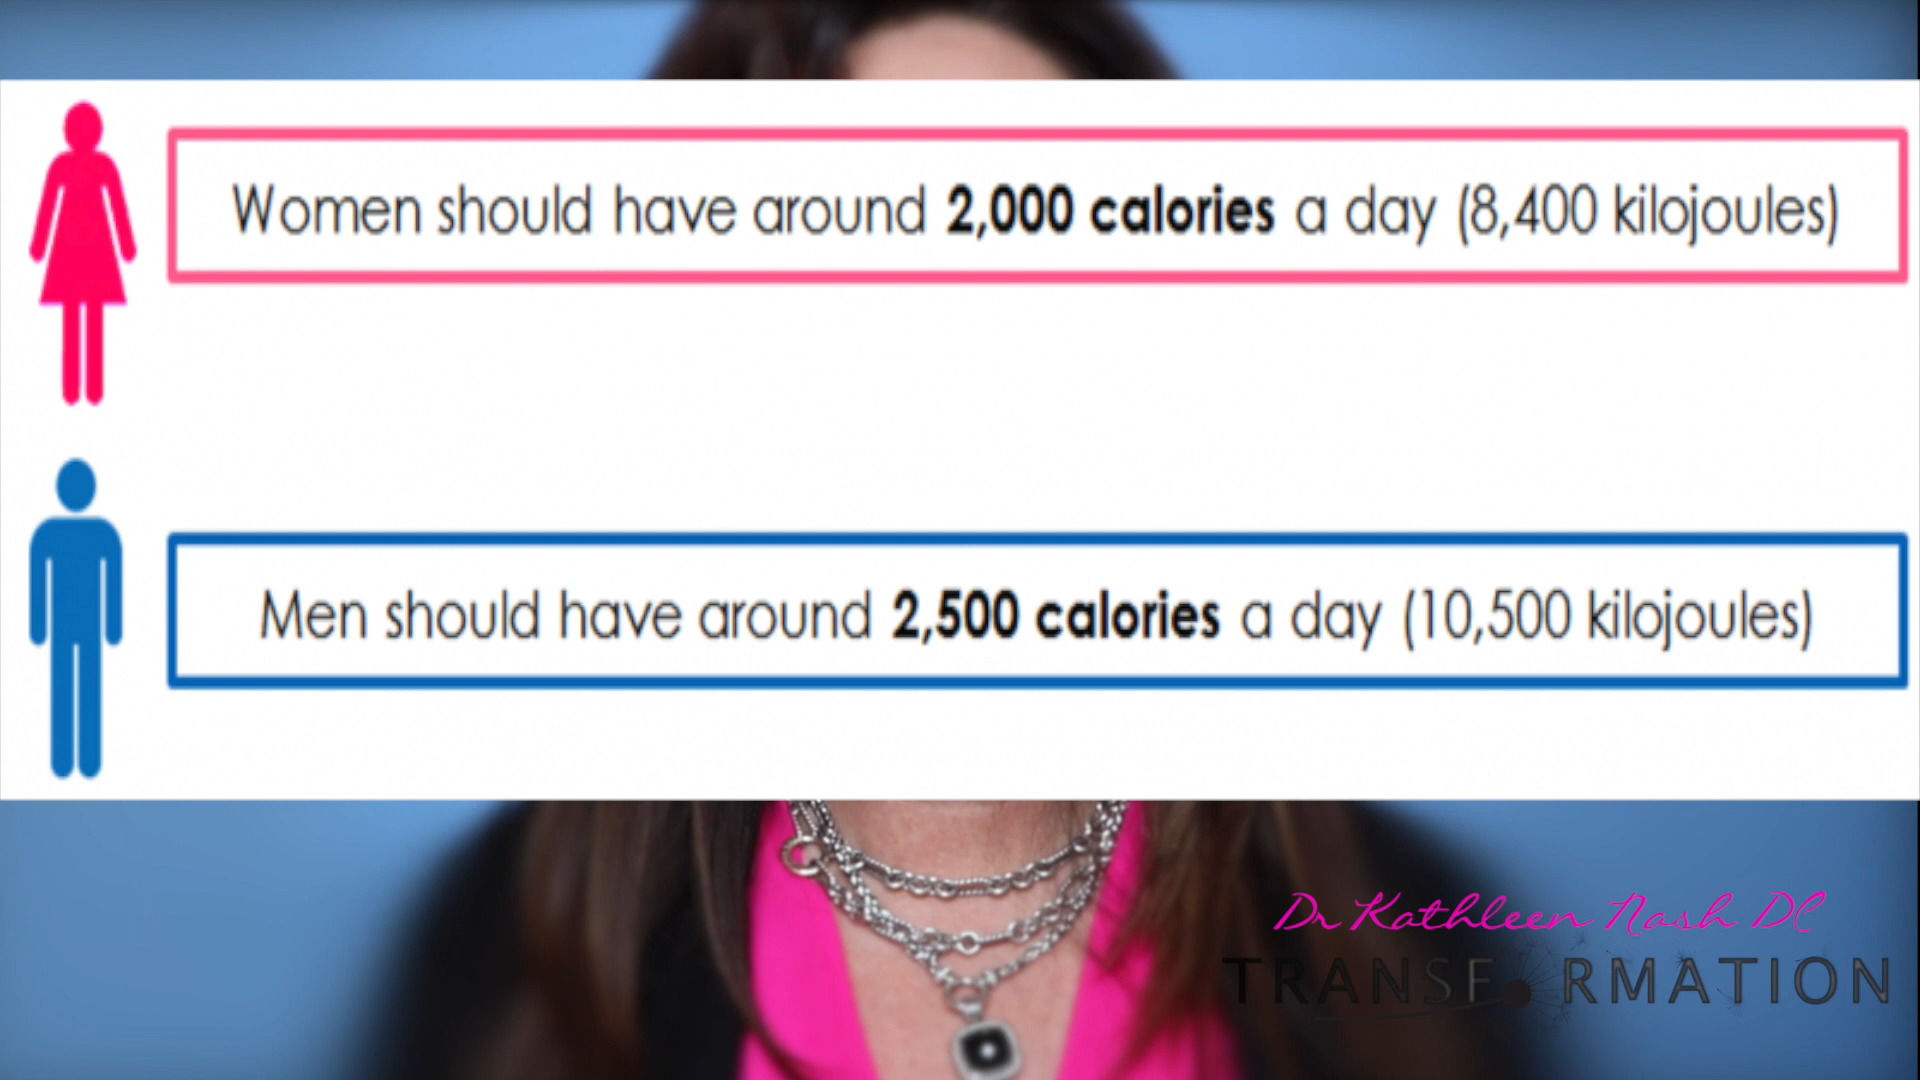 Women should have around 2,000 calories a day (8,400 kilojoules)
Men should have around 2,500 calories a day (10,500 kilojoules)
Dr Kathleen Nash DC
TRANSFORMATION